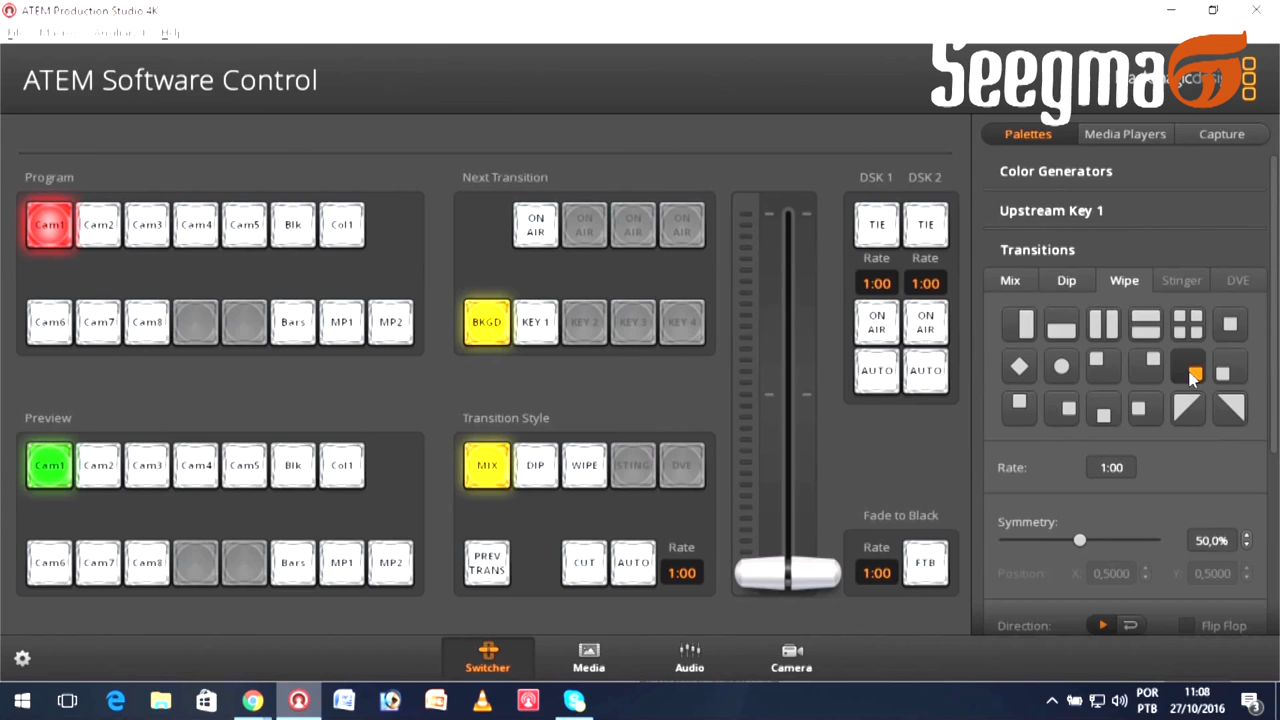 ATEM Production Studio 4K
Help
ATEM Software Control
Seegma
Palettes Media Players Capture
Program
Next Transition
DSK 1 DSK 2
Color Generators
Upstream Key 1
Transitions
Cam1 Cam2 Cam3 Cam4 Cam5 Blk Col1
ON AIR ON AIR ON AIR ON AIR
TIE TIE
Rate Rate
1:00 1:00
Mix Dip Wipe Stinger DVE
Cam6 Cam7 Cam8 Bars MP1 MP2
BKGD KEY 1 KEY 2 KEY 3 KEY 4
ON AIR ON AIR
AUTO AUTO
Preview
Transition Style
Cam1 Cam2 Cam3 Cam4 Cam5 Blk Col1
MIX DIP WIPE STING DVE
Rate: 1:00
Fade to Black
Symmetry: 50,0%
Cam6 Cam7 Cam8 Bars MP1 MP2
PREV TRANS CUT AUTO
Rate
1:00
Rate
1:00
FTB
Position: X: 0,5000 Y: 0,5000
Direction: Flip Flop
Switcher Media Audio Camera
POR
PTB
11:08
27/10/2016
3